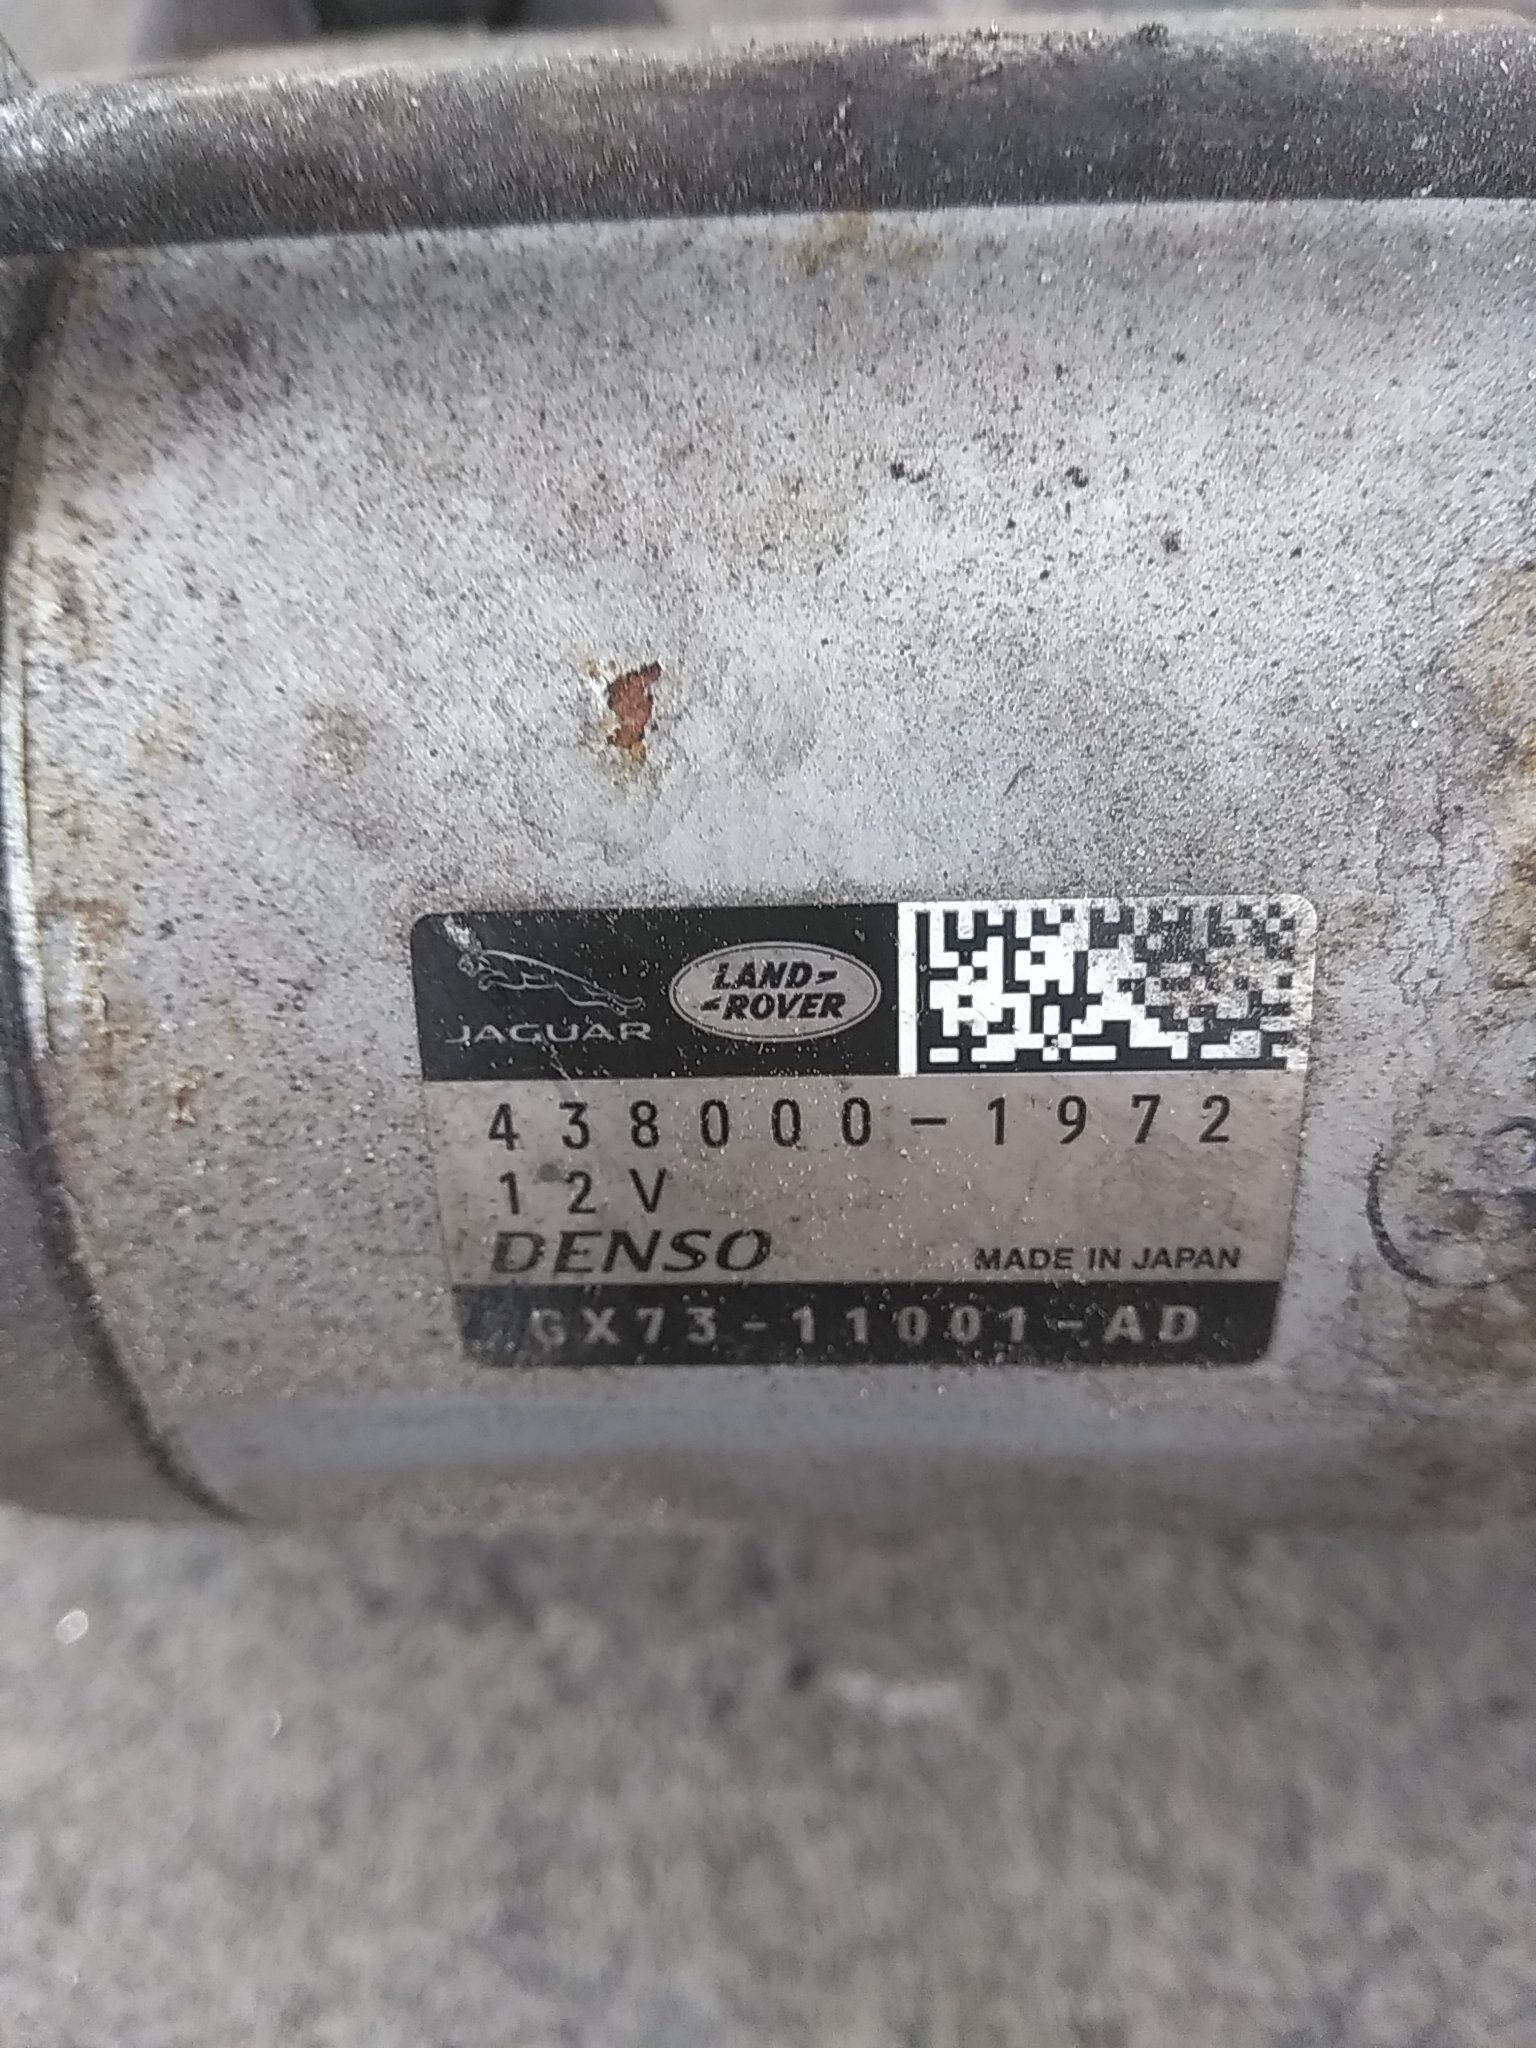 JAGUAR
LAND-
-ROVER
438000-1972
12V
DENSO
MADE IN JAPAN
GX73-11001-AD